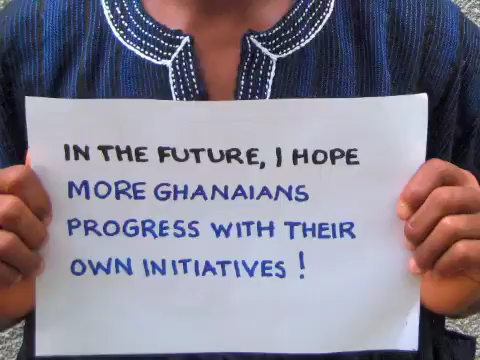 IN THE FUTURE, I HOPE
MORE GHANAIANS
PROGRESS WITH THEIR
OWN INITIATIVES !